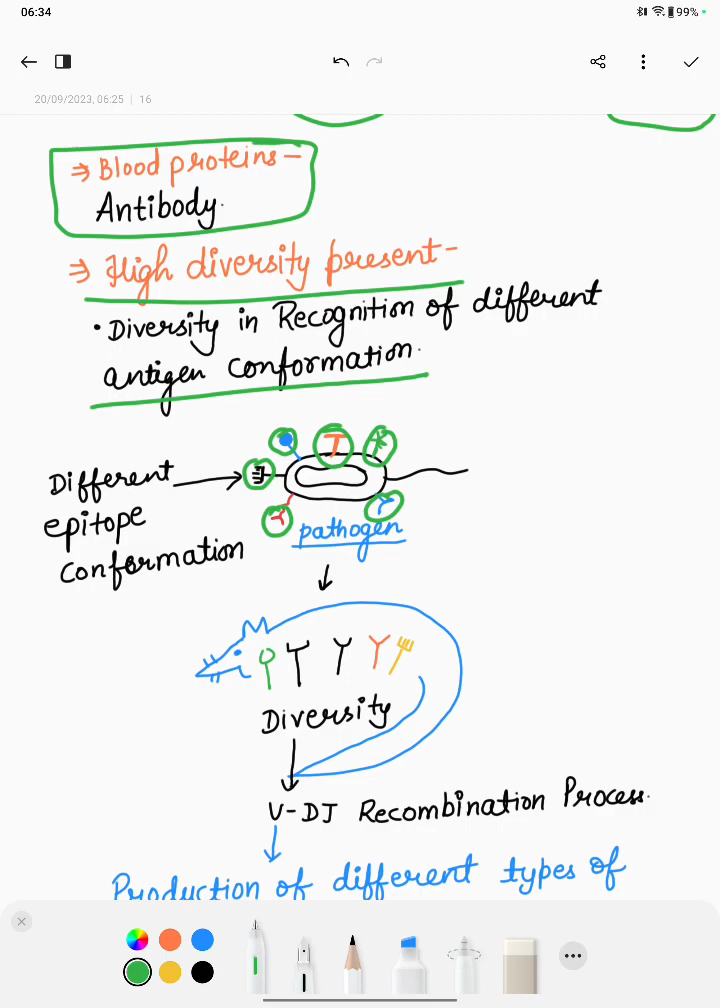 06:34
99%
20/09/2023, 06:25 | 16
⇒ Blood proteins-
Antibody.
⇒ High diversity present-
• Diversity in Recognition of different
antigen conformation.
Different
epitope
conformation
pathogen
Diversity
V-DJ Recombination Process.
Production of different types of